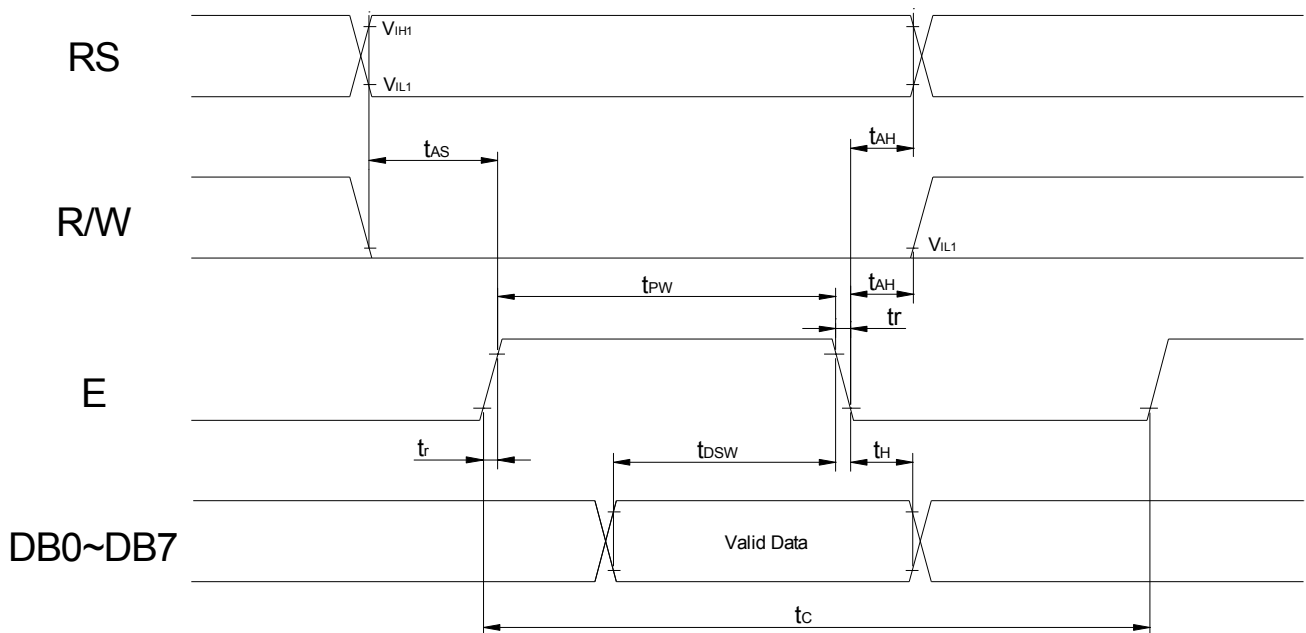 RS
VIH1
VIL1
tAS
tAH
R/W
VIL1
tPW
tAH
tr
E
tr
tDSW
tH
DB0~DB7
Valid Data
tC